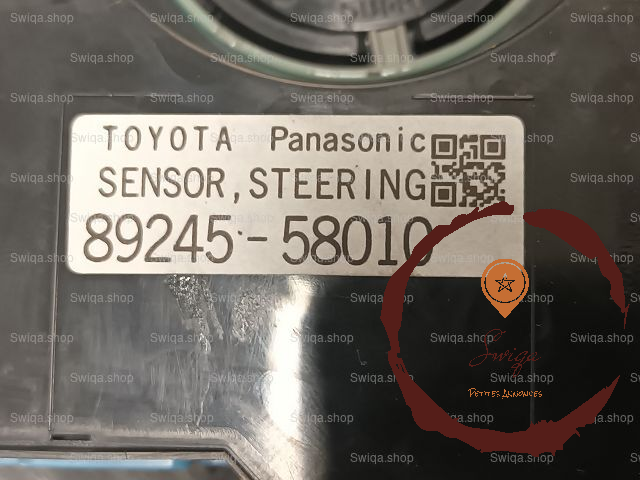 TOYOTA Panasonic
SENSOR,STEERING
89245-58010
Swiqa
PETITES ANNONCES
Swiqa.shop